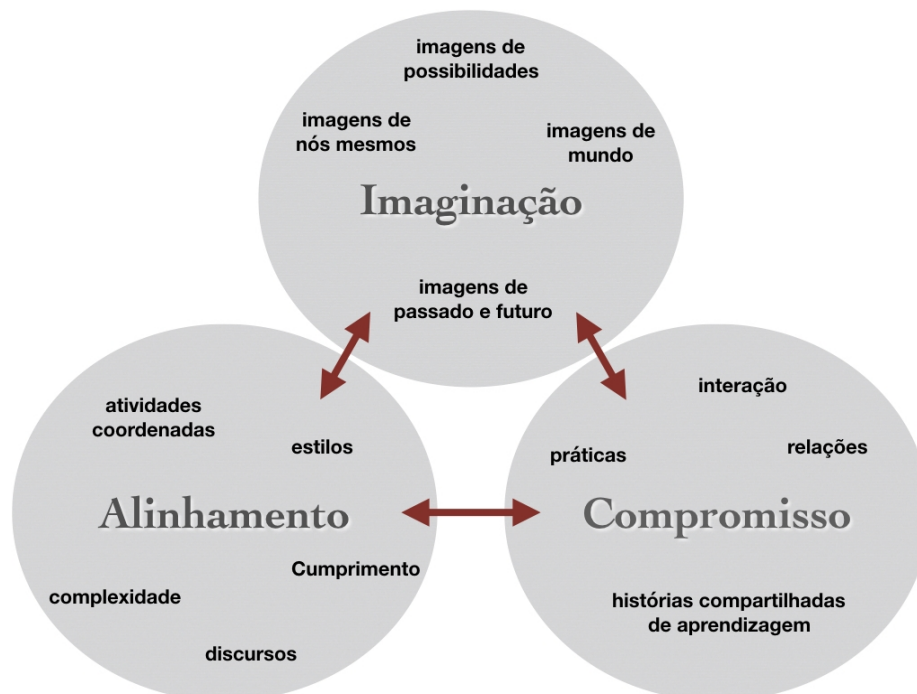 imagens de
possibilidades
imagens de
nós mesmos
imagens de
mundo
Imaginação
imagens de
passado e futuro
atividades
coordenadas
estilos
Alinhamento
Cumprimento
complexidade
discursos
interação
relações
práticas
Compromisso
histórias compartilhadas
de aprendizagem